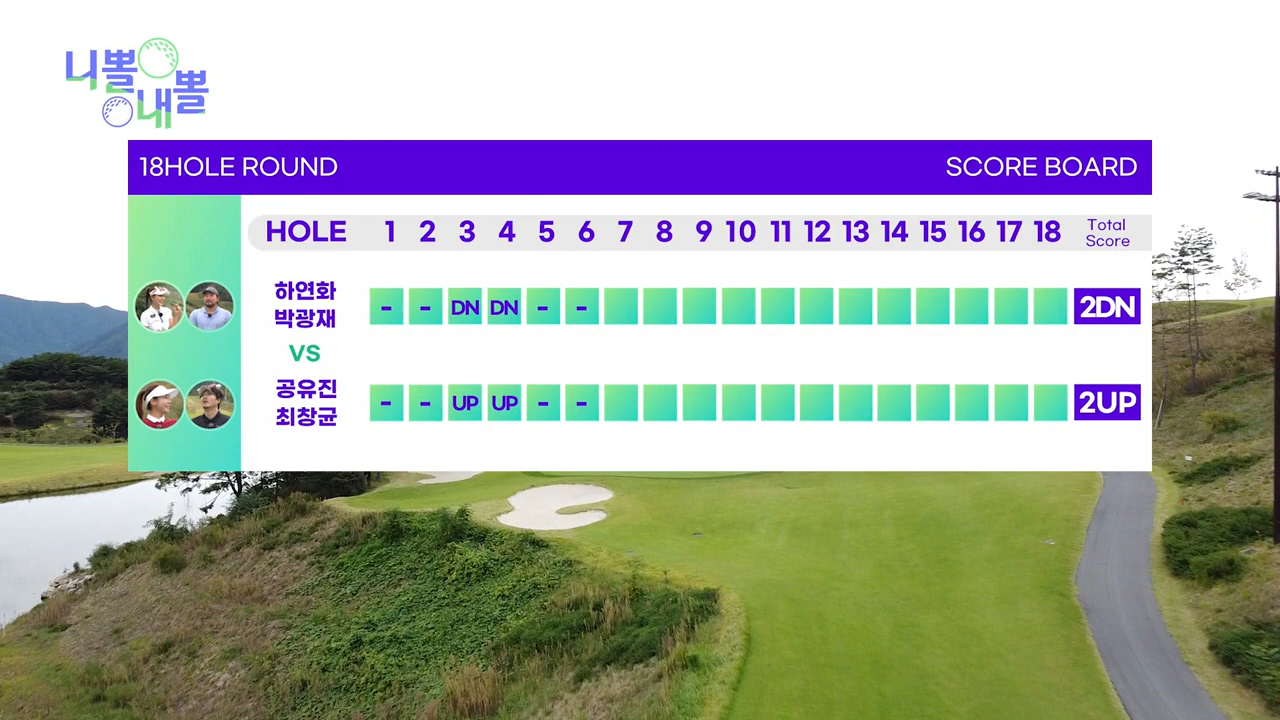 니뽈
내뽈
18HOLE ROUND SCORE BOARD
HOLE 1 2 3 4 5 6 7 8 9 10 11 12 13 14 15 16 17 18 Total Score
하연화
박광재
- - DN DN - - 2DN
VS
공유진
최창균
- - UP UP - - 2UP